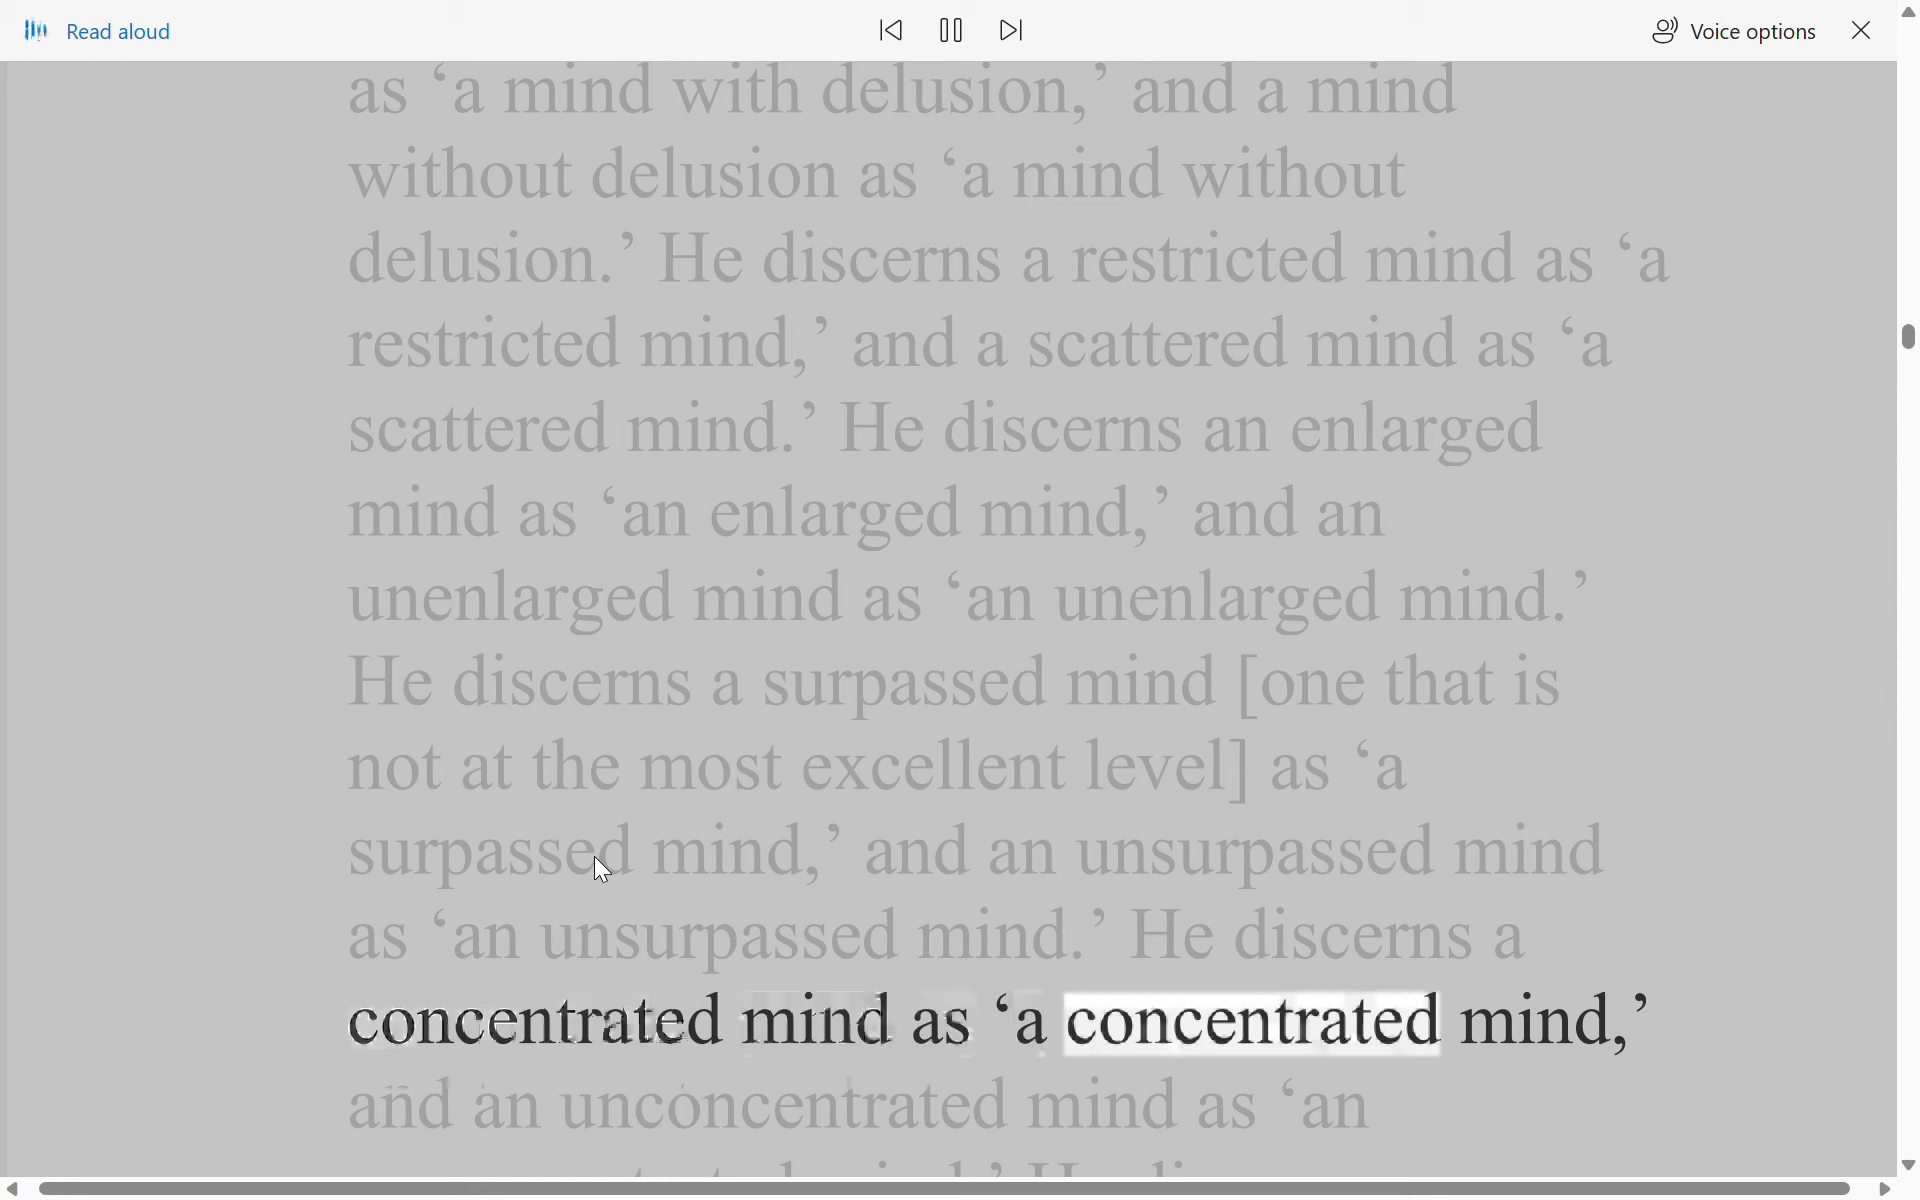 Read aloud
Voice options
as ‘a mind with delusion,’ and a mind
without delusion as ‘a mind without
delusion.’ He discerns a restricted mind as ‘a
restricted mind,’ and a scattered mind as ‘a
scattered mind.’ He discerns an enlarged
mind as ‘an enlarged mind,’ and an
unenlarged mind as ‘an unenlarged mind.’
He discerns a surpassed mind [one that is
not at the most excellent level] as ‘a
surpassed mind,’ and an unsurpassed mind
as ‘an unsurpassed mind.’ He discerns a
concentrated mind as ‘a concentrated mind,’
and an unconcentrated mind as ‘an